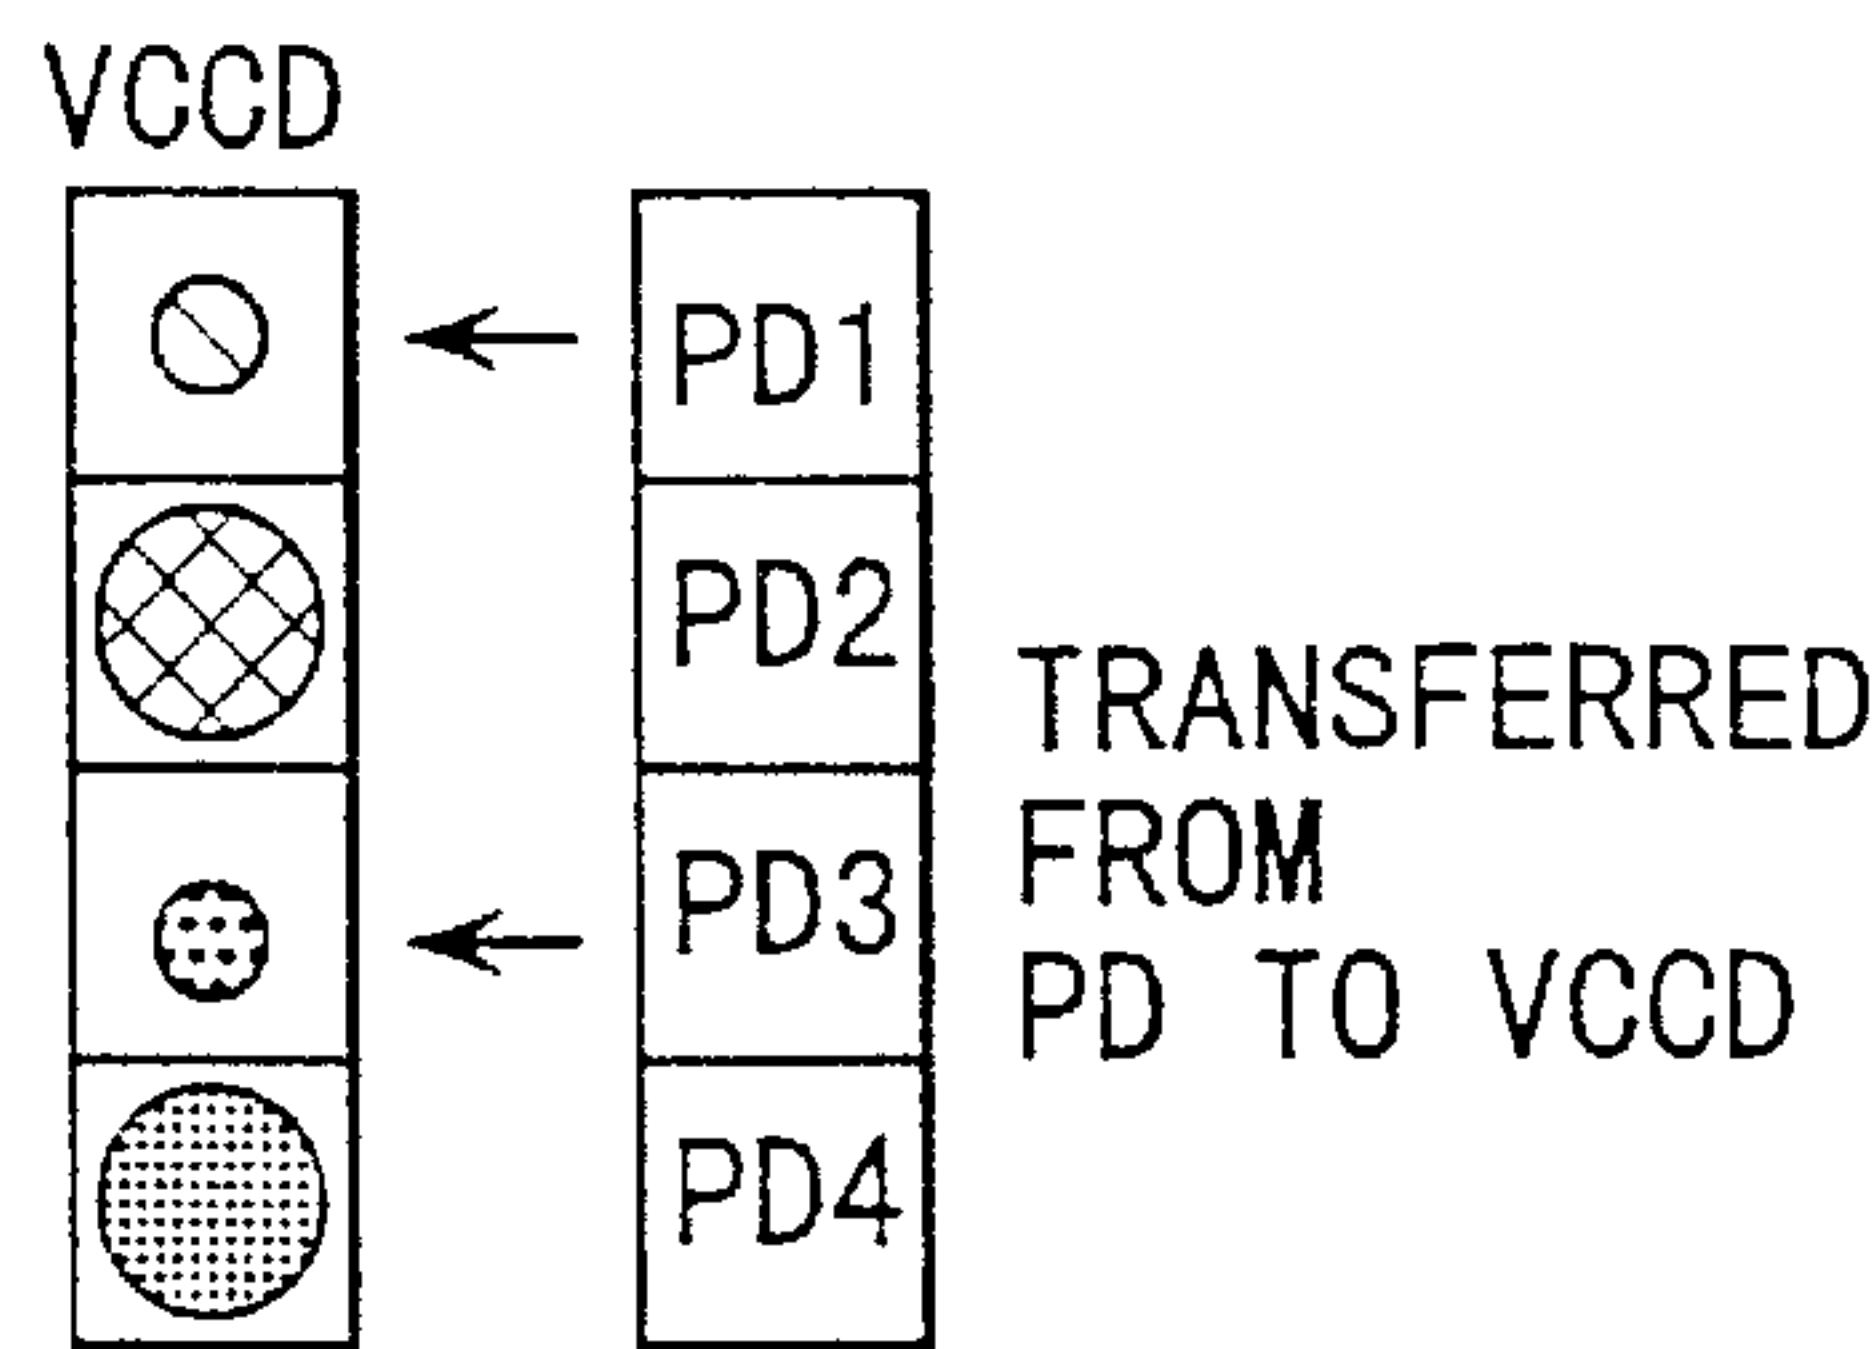 VCCD
PD1
PD2
PD3
PD4
TRANSFERRED
FROM
PD TO VCCD